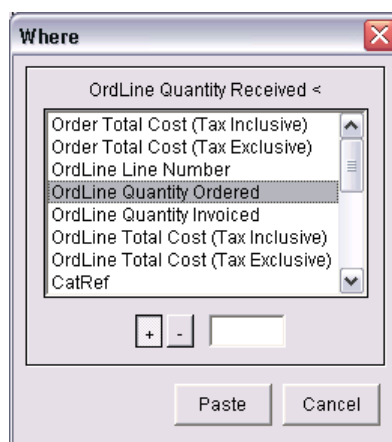 Where
OrdLine Quantity Received <
Order Total Cost (Tax Inclusive)
Order Total Cost (Tax Exclusive)
OrdLine Line Number
OrdLine Quantity Ordered
OrdLine Quantity Invoiced
OrdLine Total Cost (Tax Inclusive)
OrdLine Total Cost (Tax Exclusive)
CatRef
+ -
Paste Cancel